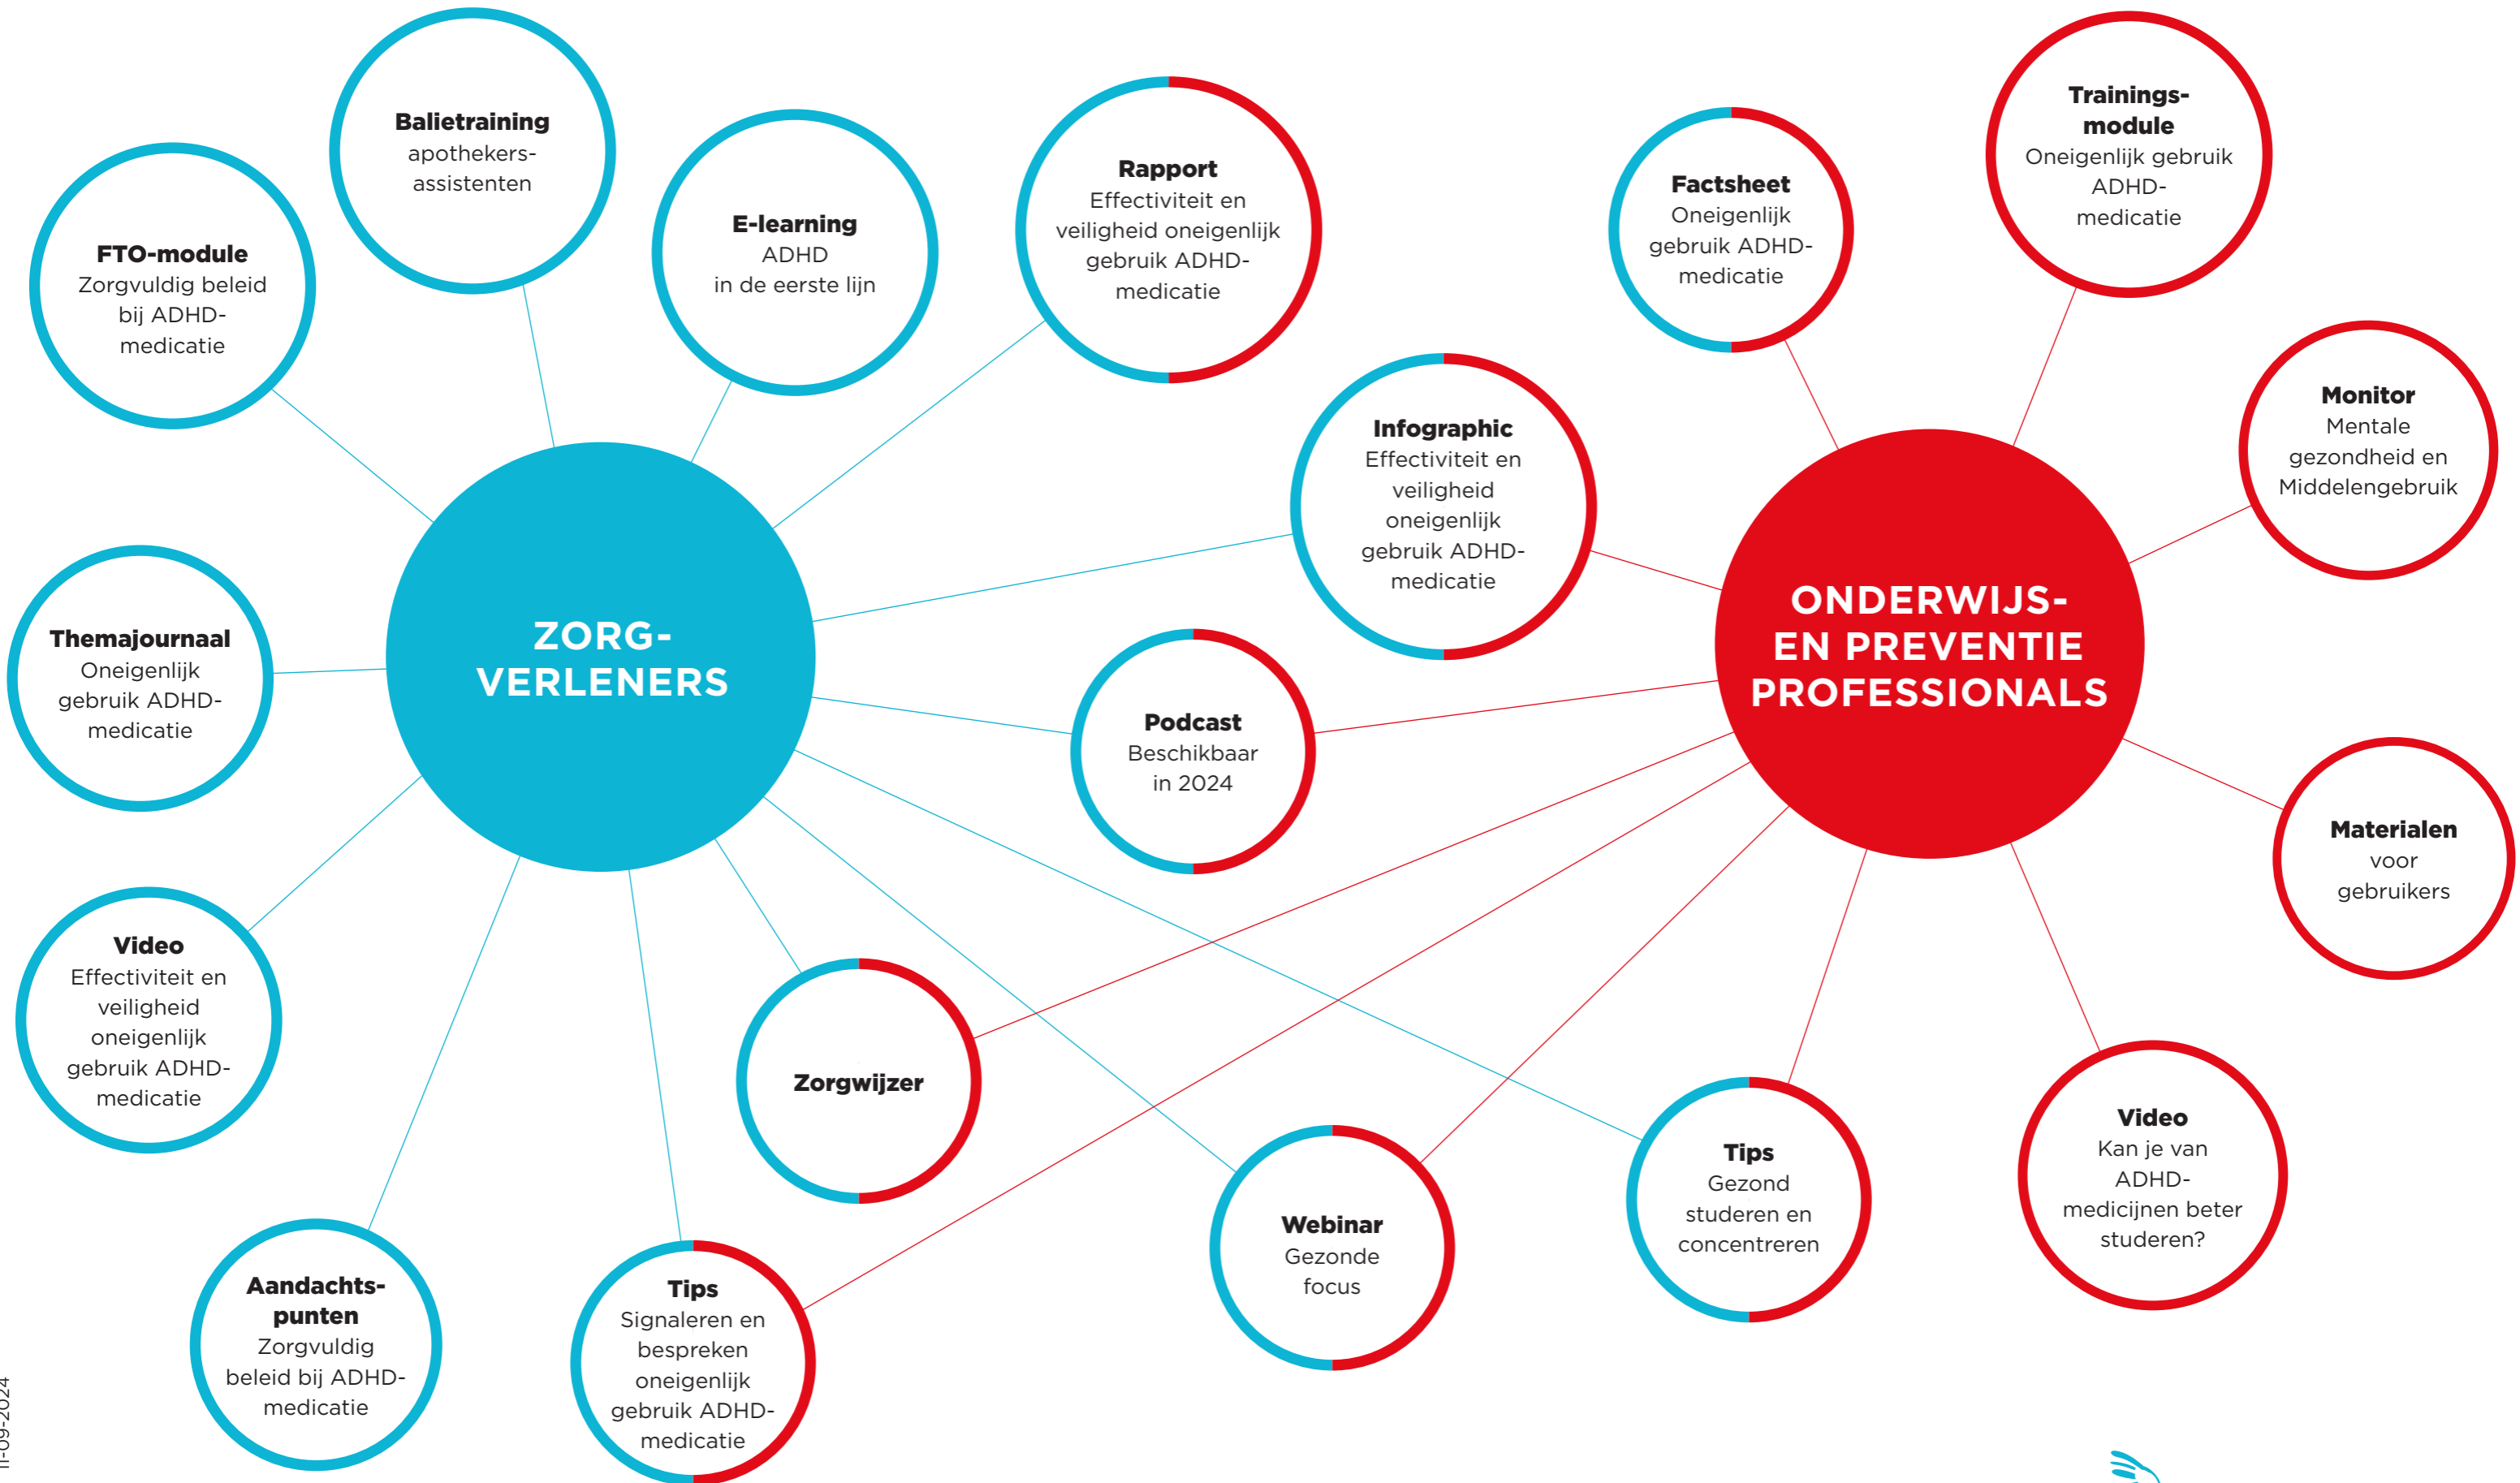 Balietraining
apothekers-
assistenten
FTO-module
Zorgvuldig beleid
bij ADHD-
medicatie
E-learning
ADHD
in de eerste lijn
Rapport
Effectiviteit en
veiligheid oneigenlijk
gebruik ADHD-
medicatie
Factsheet
Oneigenlijk
gebruik ADHD-
medicatie
Trainings-
module
Oneigenlijk gebruik
ADHD-
medicatie
Infographic
Effectiviteit en
veiligheid
oneigenlijk
gebruik ADHD-
medicatie
Monitor
Mentale
gezondheid en
Middelengebruik
Themajournaal
Oneigenlijk
gebruik ADHD-
medicatie
ZORG-
VERLENERS
ONDERWIJS-
EN PREVENTIE
PROFESSIONALS
Podcast
Beschikbaar
in 2024
Materialen
voor
gebruikers
Video
Effectiviteit en
veiligheid
oneigenlijk
gebruik ADHD-
medicatie
Zorgwijzer
Video
Kan je van
ADHD-
medicijnen beter
studeren?
Tips
Gezond
studeren en
concentreren
Webinar
Gezonde
focus
Aandachts-
punten
Zorgvuldig
beleid bij ADHD-
medicatie
Tips
Signaleren en
bespreken
oneigenlijk
gebruik ADHD-
medicatie
11-09-2024